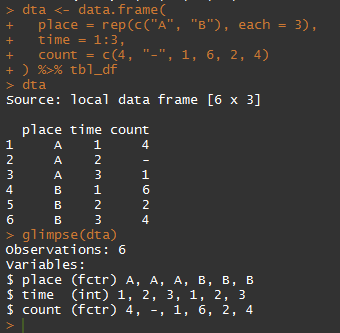 > dta <- data.frame(
+   place = rep(c("A", "B"), each = 3),
+   time = 1:3,
+   count = c(4, "-", 1, 6, 2, 4)
+ ) %>% tbl_df
> dta
Source: local data frame [6 x 3]

  place time count
1     A    1     4
2     A    2     -
3     A    3     1
4     B    1     6
5     B    2     2
6     B    3     4
> glimpse(dta)
Observations: 6
Variables:
$ place (fctr) A, A, A, B, B, B
$ time  (int) 1, 2, 3, 1, 2, 3
$ count (fctr) 4, -, 1, 6, 2, 4
>